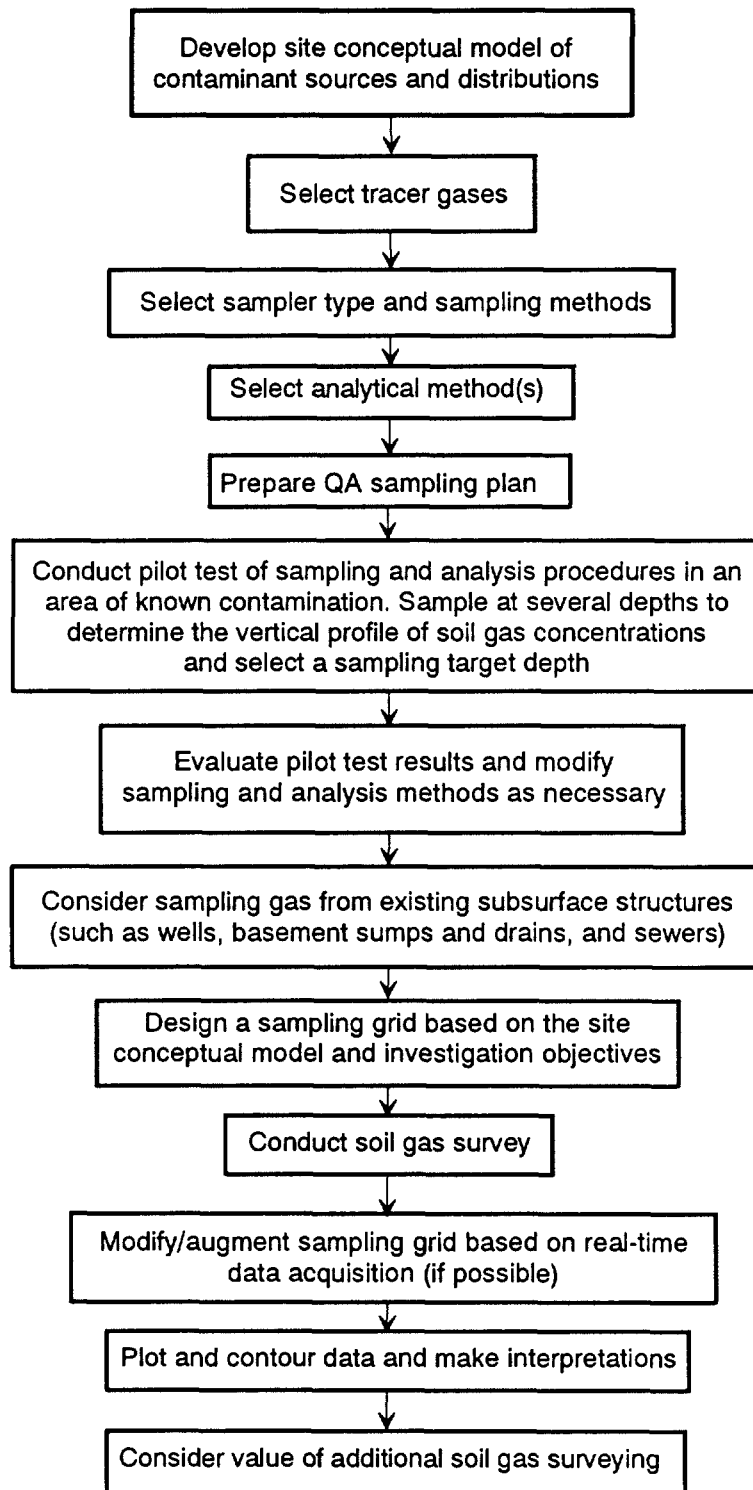 Develop site conceptual model of
contaminant sources and distributions
Select tracer gases
Select sampler type and sampling methods
Select analytical method(s)
Prepare QA sampling plan
Conduct pilot test of sampling and analysis procedures in an
area of known contamination. Sample at several depths to
determine the vertical profile of soil gas concentrations
and select a sampling target depth
Evaluate pilot test results and modify
sampling and analysis methods as necessary
Consider sampling gas from existing subsurface structures
(such as wells, basement sumps and drains, and sewers)
Design a sampling grid based on the site
conceptual model and investigation objectives
Conduct soil gas survey
Modify/augment sampling grid based on real-time
data acquisition (if possible)
Plot and contour data and make interpretations
Consider value of additional soil gas surveying